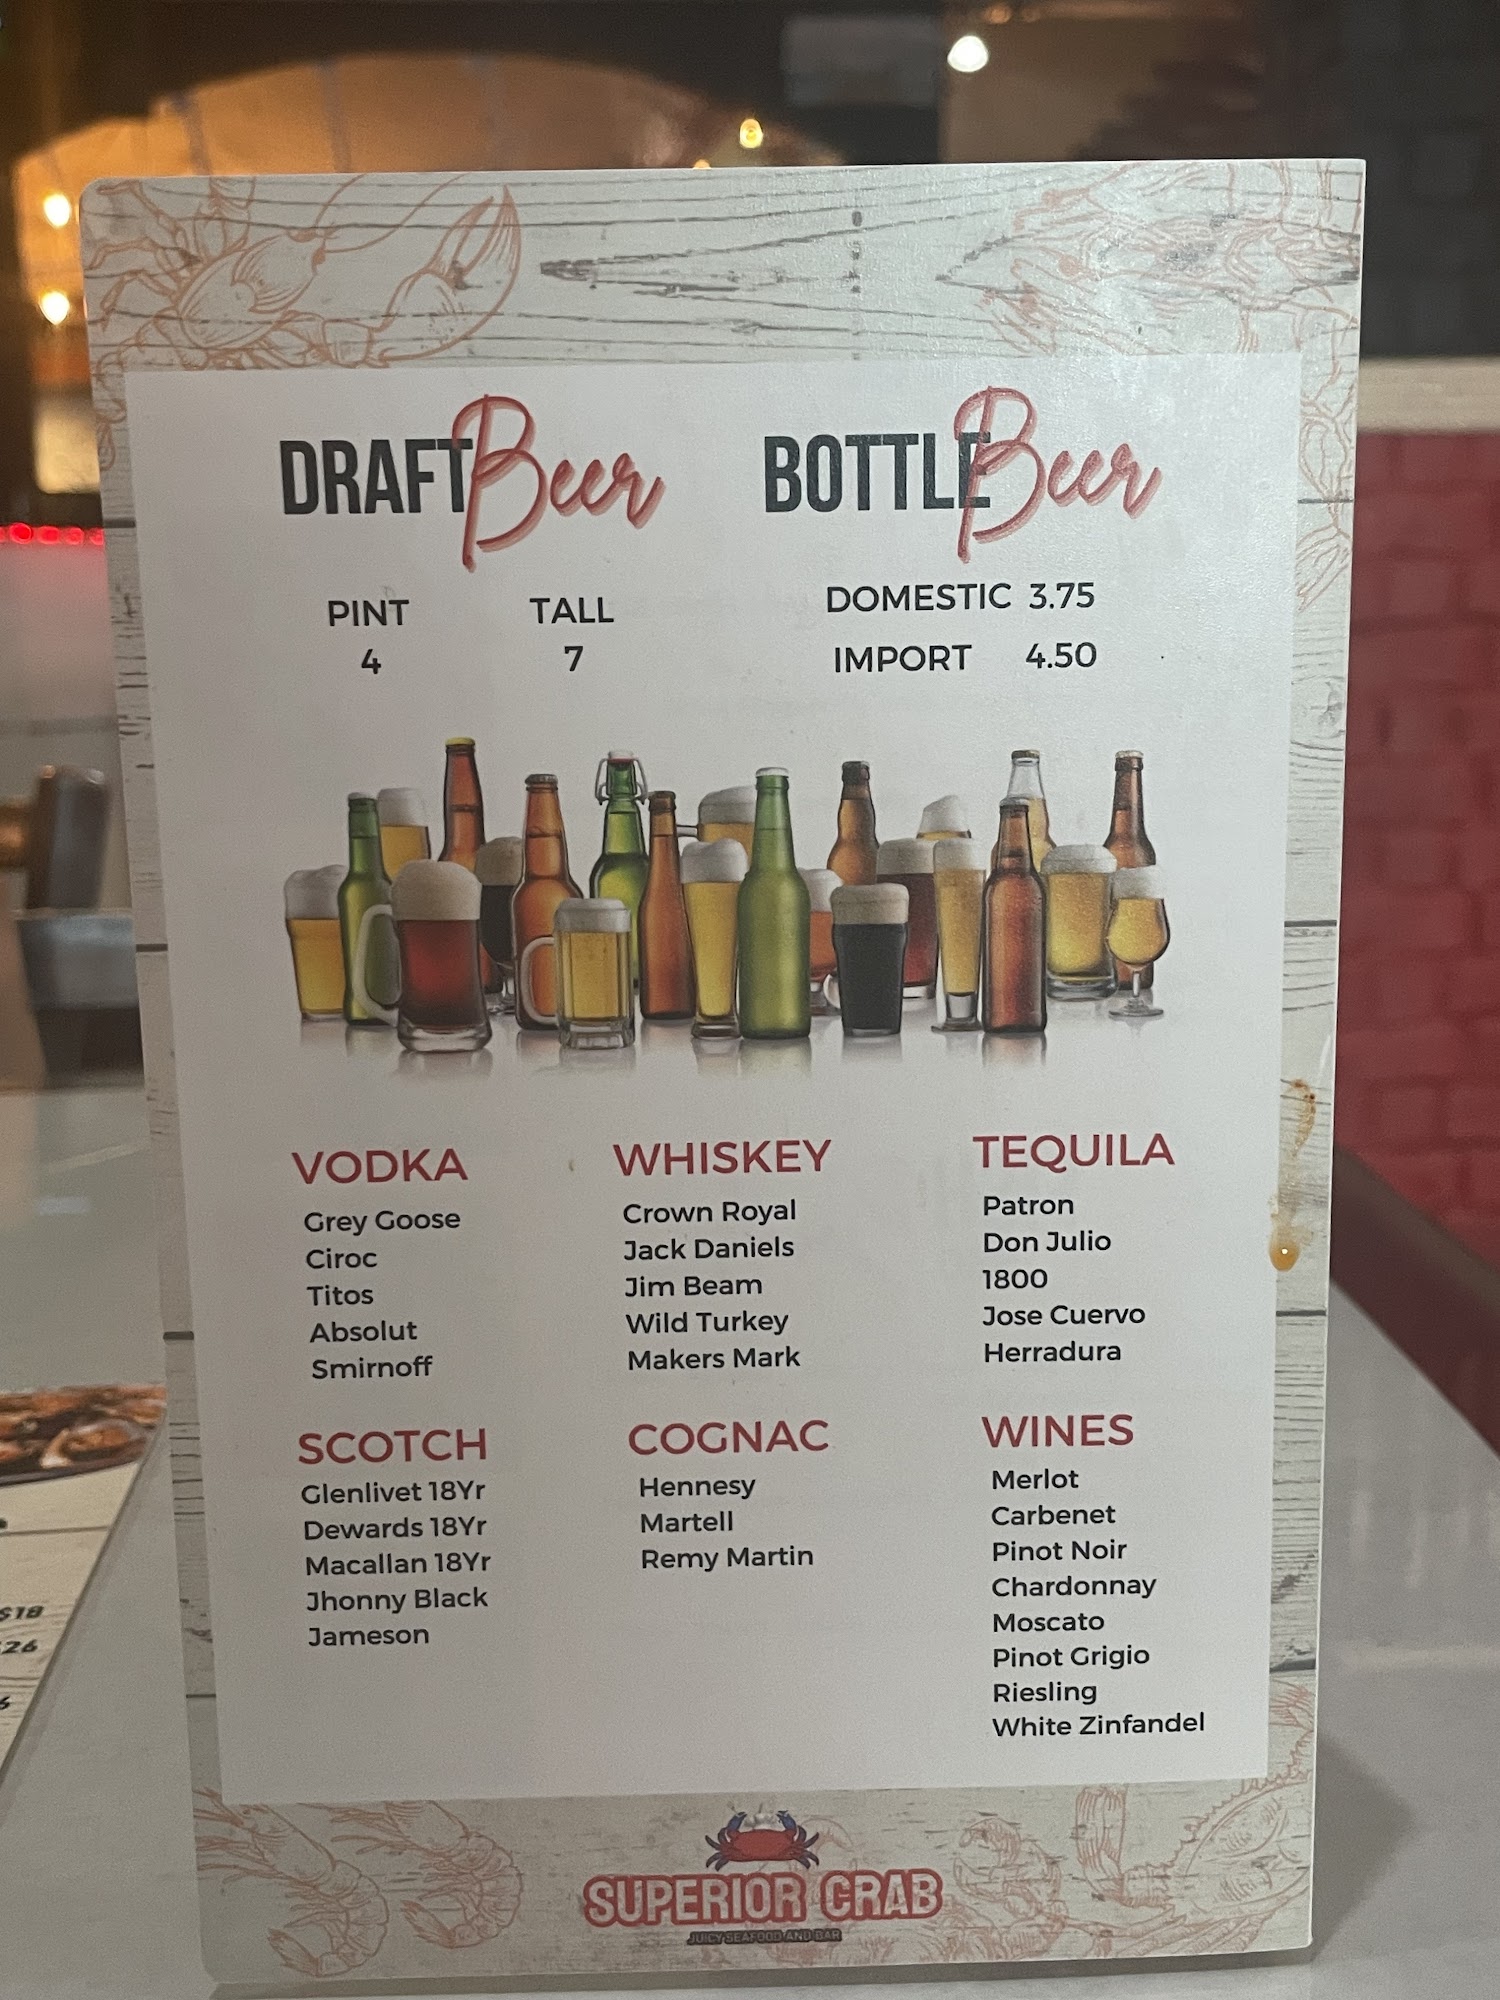 DRAFT Beer
PINT TALL
4 7
BOTTLE Beer
DOMESTIC 3.75
IMPORT 4.50
VODKA
Grey Goose
Ciroc
Titos
Absolut
Smirnoff
WHISKEY
Crown Royal
Jack Daniels
Jim Beam
Wild Turkey
Makers Mark
TEQUILA
Patron
Don Julio
1800
Jose Cuervo
Herradura
SCOTCH
Glenlivet 18Yr
Dewards 18Yr
Macallan 18Yr
Jhonny Black
Jameson
COGNAC
Hennesy
Martell
Remy Martin
WINES
Merlot
Carbenet
Pinot Noir
Chardonnay
Moscato
Pinot Grigio
Riesling
White Zinfandel
SUPERIOR CRAB
JUICY SEAFOOD AND BAR
$18
26